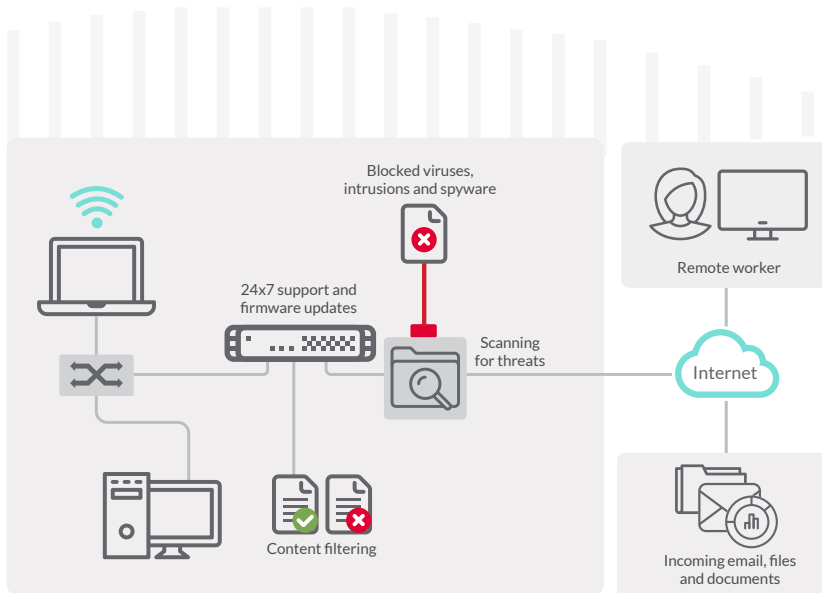 Blocked viruses,
intrusions and spyware
24x7 support and
firmware updates
Scanning
for threats
Content filtering
Remote worker
Internet
Incoming email, files
and documents